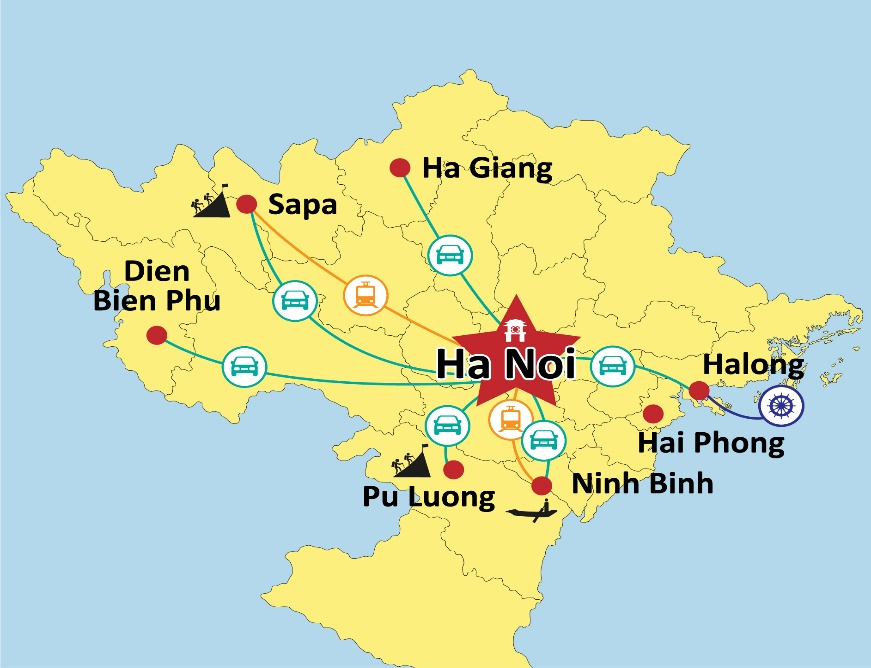 Ha Giang
Sapa
Dien
Bien Phu
Ha Noi
Halong
Hai Phong
Ninh Binh
Pu Luong